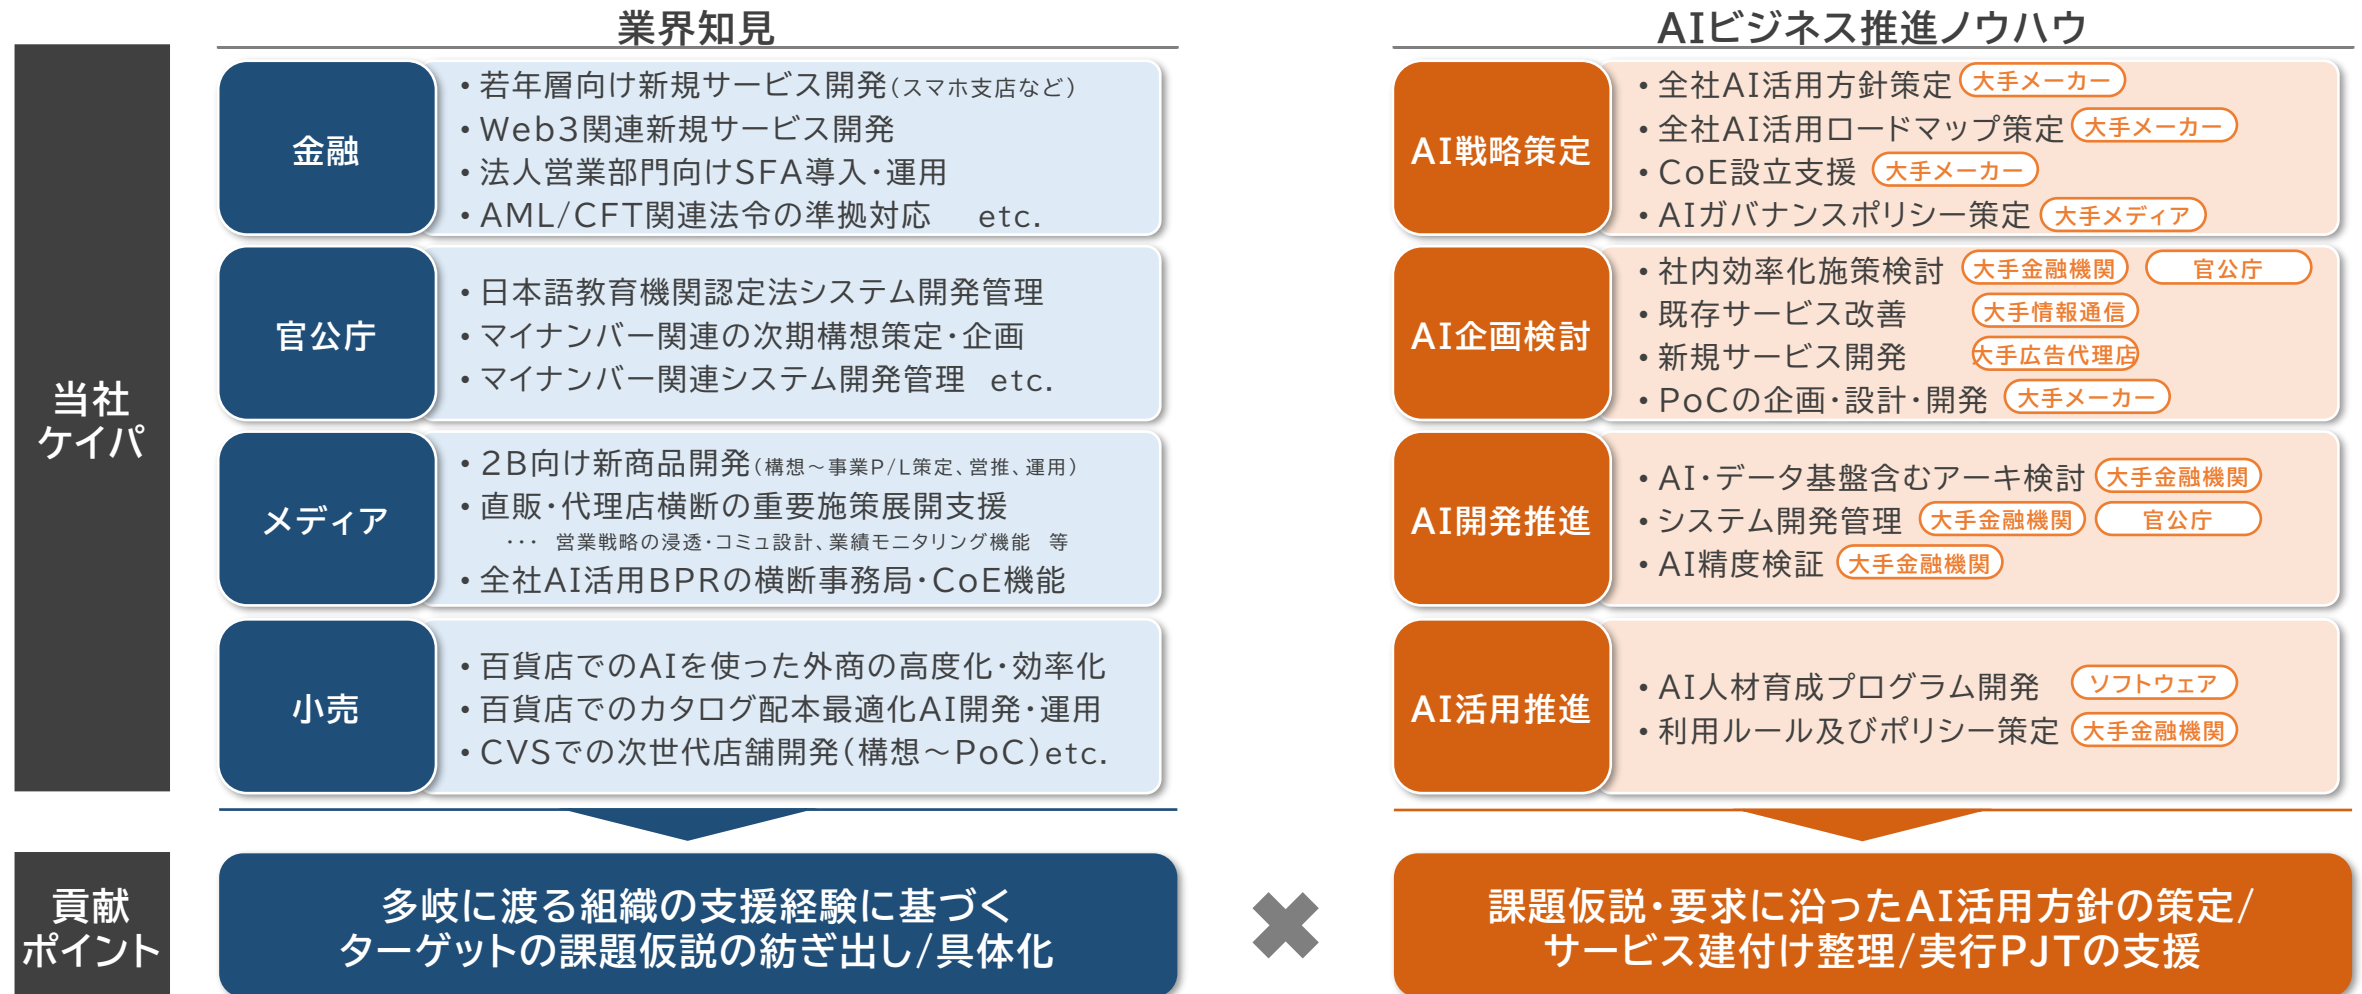 業界知見
AIビジネス推進ノウハウ
当社
ケイパ
金融
・若年層向け新規サービス開発(スマホ支店など)
・Web3関連新規サービス開発
・法人営業部門向けSFA導入・運用
・AML/CFT関連法令の準拠対応 etc.
官公庁
・日本語教育機関認定法システム開発管理
・マイナンバー関連の次期構想策定・企画
・マイナンバー関連システム開発管理 etc.
メディア
・2B向け新商品開発(構想～事業P/L策定、営推、運用)
・直販・代理店横断の重要施策展開支援
・・・ 営業戦略の浸透・コミュ設計、業績モニタリング機能 等
・全社AI活用BPRの横断事務局・CoE機能
小売
・百貨店でのAIを使った外商の高度化・効率化
・百貨店でのカタログ配本最適化AI開発・運用
・CVSでの次世代店舗開発(構想～PoC)etc.
AI戦略策定
・全社AI活用方針策定 大手メーカー
・全社AI活用ロードマップ策定 大手メーカー
・CoE設立支援 大手メーカー
・AIガバナンスポリシー策定 大手メディア
AI企画検討
・社内効率化施策検討 大手金融機関 官公庁
・既存サービス改善 大手情報通信
・新規サービス開発 大手広告代理店
・PoCの企画・設計・開発 大手メーカー
AI開発推進
・AI・データ基盤含むアーキ検討 大手金融機関
・システム開発管理 大手金融機関 官公庁
・AI精度検証 大手金融機関
AI活用推進
・AI人材育成プログラム開発 ソフトウェア
・利用ルール及びポリシー策定 大手金融機関
貢献
ポイント
多岐に渡る組織の支援経験に基づく
ターゲットの課題仮説の紡ぎ出し/具体化
課題仮説・要求に沿ったAI活用方針の策定/
サービス建付け整理/実行PJTの支援